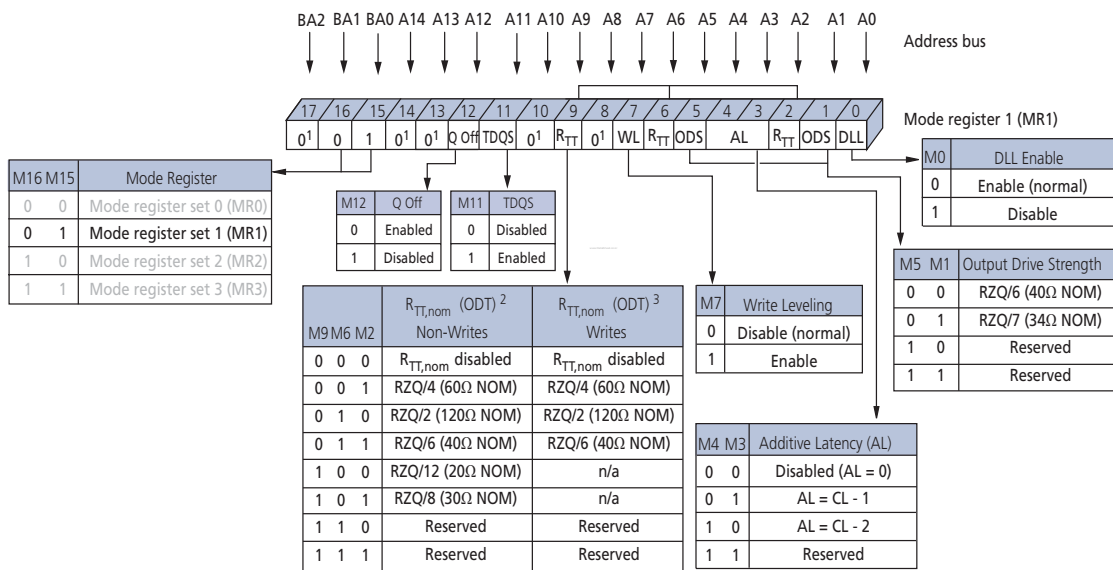 BA2 BA1 BA0 A14 A13 A12 A11 A10 A9 A8 A7 A6 A5 A4 A3 A2 A1 A0
Address bus
17 16 15 14 13 12 11 10 9 8 7 6 5 4 3 2 1 0
0¹ 0 1 0¹ 0¹ Q Off TDQS 0¹ RTT 0¹ WL RTT ODS AL RTT ODS DLL
Mode register 1 (MR1)
M16 M15 Mode Register
0 0 Mode register set 0 (MR0)
0 1 Mode register set 1 (MR1)
1 0 Mode register set 2 (MR2)
1 1 Mode register set 3 (MR3)
M12 Q Off
0 Enabled
1 Disabled
M11 TDQS
0 Disabled
1 Enabled
M0 DLL Enable
0 Enable (normal)
1 Disable
M5 M1 Output Drive Strength
0 0 RZQ/6 (40Ω NOM)
0 1 RZQ/7 (34Ω NOM)
1 0 Reserved
1 1 Reserved
M7 Write Leveling
0 Disable (normal)
1 Enable
RTT,nom (ODT) ² RTT,nom (ODT) ³
M9 M6 M2 Non-Writes Writes
0 0 0 RTT,nom disabled RTT,nom disabled
0 0 1 RZQ/4 (60Ω NOM) RZQ/4 (60Ω NOM)
0 1 0 RZQ/2 (120Ω NOM) RZQ/2 (120Ω NOM)
0 1 1 RZQ/6 (40Ω NOM) RZQ/6 (40Ω NOM)
1 0 0 RZQ/12 (20Ω NOM) n/a
1 0 1 RZQ/8 (30Ω NOM) n/a
1 1 0 Reserved Reserved
1 1 1 Reserved Reserved
M4 M3 Additive Latency (AL)
0 0 Disabled (AL = 0)
0 1 AL = CL - 1
1 0 AL = CL - 2
1 1 Reserved